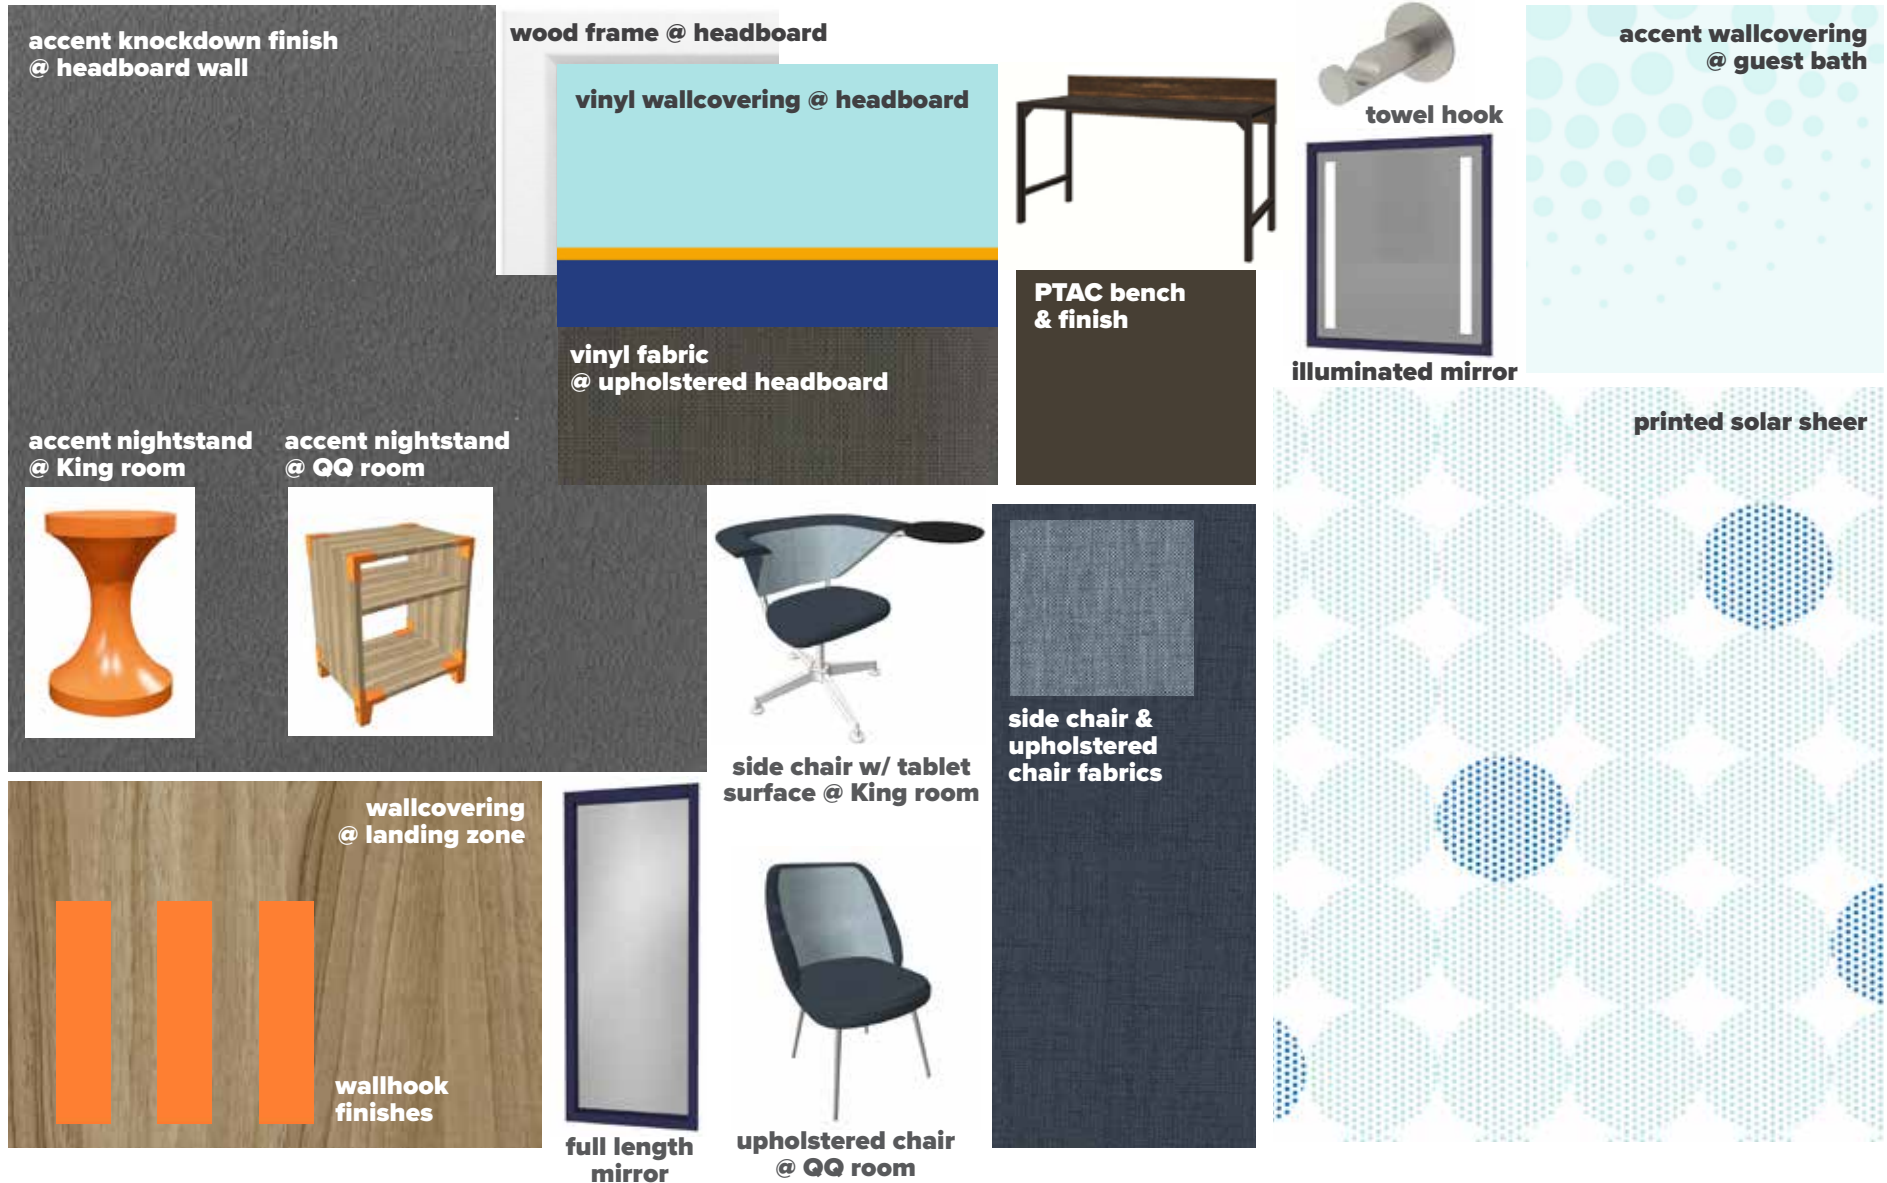 accent knockdown finish
@ headboard wall
wood frame @ headboard
vinyl wallcovering @ headboard
vinyl fabric
@ upholstered headboard
PTAC bench
& finish
towel hook
illuminated mirror
accent wallcovering
@ guest bath
printed solar sheer
accent nightstand
@ King room
accent nightstand
@ QQ room
side chair w/ tablet
surface @ King room
side chair &
upholstered
chair fabrics
wallcovering
@ landing zone
wallhook
finishes
full length
mirror
upholstered chair
@ QQ room